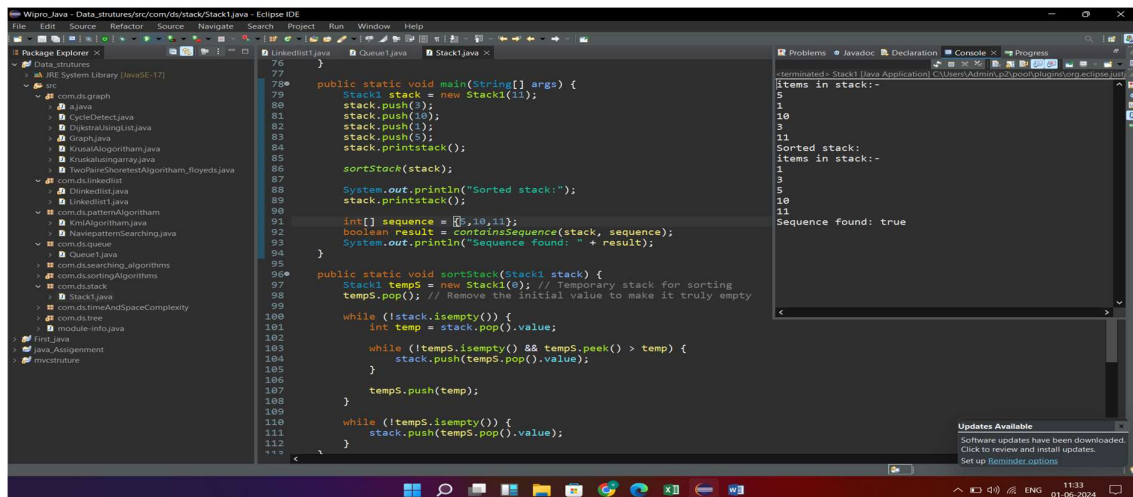 Wipro_Java - Data_strutures/src/com/ds/stack/Stack1.java - Eclipse IDE
File Edit Source Refactor Source Navigate Search Project Run Window Help
Package Explorer ×
Data_strutures
JRE System Library [JavaSE-17]
src
com.ds.graph
a.java
CycleDetect.java
DijkstraUsingList.java
Graph.java
KrusalAlogoritham.java
Kruskalusingarray.java
TwoPaireShoretestAlgoritham_floyeds.java
com.ds.linkedlist
Dlinkedlist.java
Linkedlist1.java
com.ds.patternAlgoritham
KmlAlgoritham.java
NaviepatternSearching.java
com.ds.queue
Queue1.java
com.ds.searching_algorithms
com.ds.sortingAlgorithms
com.ds.stack
Stack1.java
com.ds.timeAndSpaceComplexity
com.ds.tree
module-info.java
First_java
java_Assigenment
mvcstruture
Linkedlist1.java Queue1.java Stack1.java ×
76 }
77
78 public static void main(String[] args) {
79 Stack1 stack = new Stack1(11);
80 stack.push(3);
81 stack.push(10);
82 stack.push(1);
83 stack.push(5);
84 stack.printstack();
85
86 sortStack(stack);
87
88 System.out.println("Sorted stack:");
89 stack.printstack();
90
91 int[] sequence = {5,10,11};
92 boolean result = containsSequence(stack, sequence);
93 System.out.println("Sequence found: " + result);
94 }
95
96 public static void sortStack(Stack1 stack) {
97 Stack1 tempS = new Stack1(0); // Temporary stack for sorting
98 tempS.pop(); // Remove the initial value to make it truly empty
99
100 while (!stack.isempty()) {
101 int temp = stack.pop().value;
102
103 while (!tempS.isempty() && tempS.peek() > temp) {
104 stack.push(tempS.pop().value);
105 }
106
107 tempS.push(temp);
108 }
109
110 while (!tempS.isempty()) {
111 stack.push(tempS.pop().value);
112 }
Problems Javadoc Declaration Console × Progress
<terminated> Stack1 [Java Application] C:\Users\Admin\.p2\pool\plugins\org.eclipse.justj
items in stack:-
5
1
10
3
11
Sorted stack:
items in stack:-
1
3
5
10
11
Sequence found: true
Updates Available
Software updates have been downloaded.
Click to review and install updates.
Set up Reminder options
ENG
11:33
01-06-2024